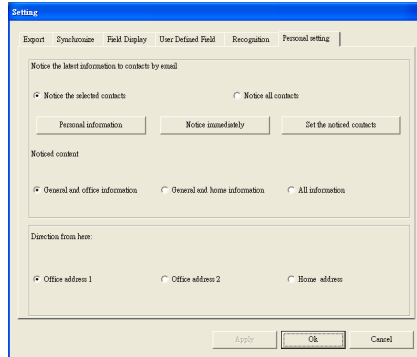 Setting
Export Synchronize Field Display User Defined Field Recognition Personal setting
Notice the latest information to contacts by email
Notice the selected contacts Notice all contacts
Personal information Notice immediately Set the noticed contacts
Noticed content
General and office information General and home information All information
Direction from here:
Office address 1 Office address 2 Home address
Apply Ok Cancel